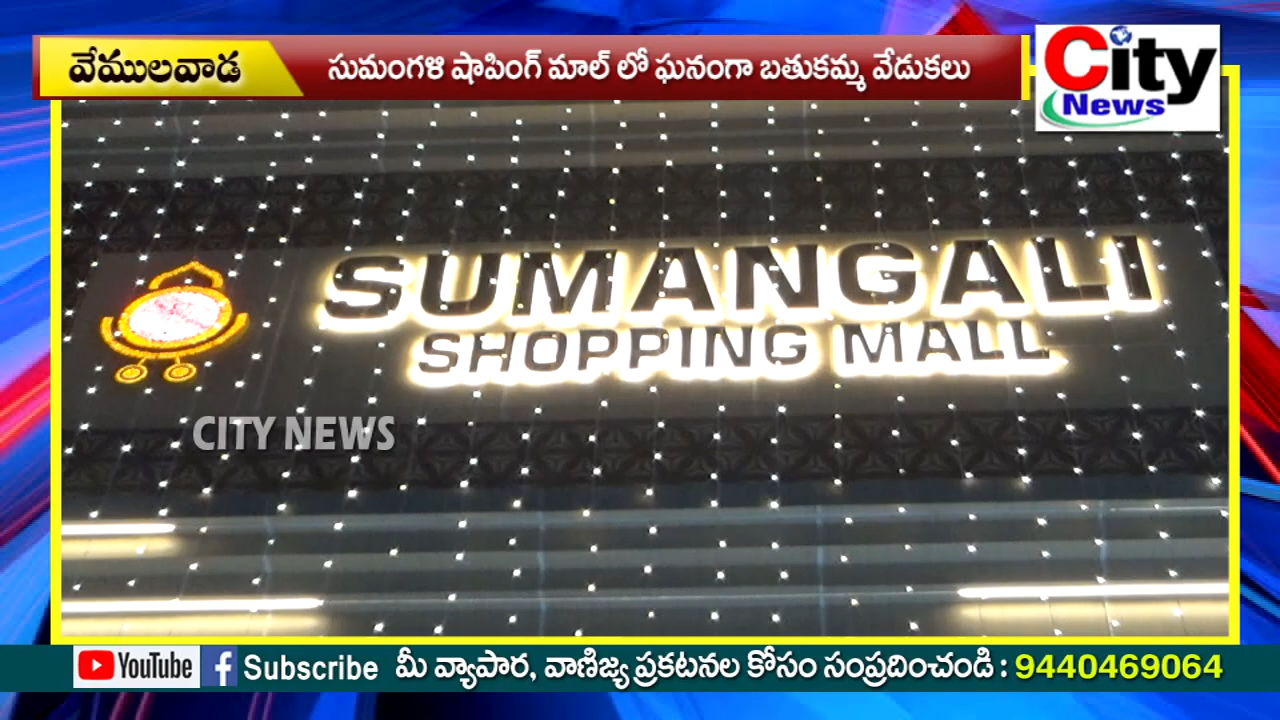 వేములవాడ
సుమంగళి షాపింగ్ మాల్ లో ఘనంగా బతుకమ్మ వేడుకలు
City
News
SUMANGALI
SHOPPING MALL
CITY NEWS
YouTube f Subscribe మీ వ్యాపార, వాణిజ్య ప్రకటనల కోసం సంప్రదించండి : 9440469064